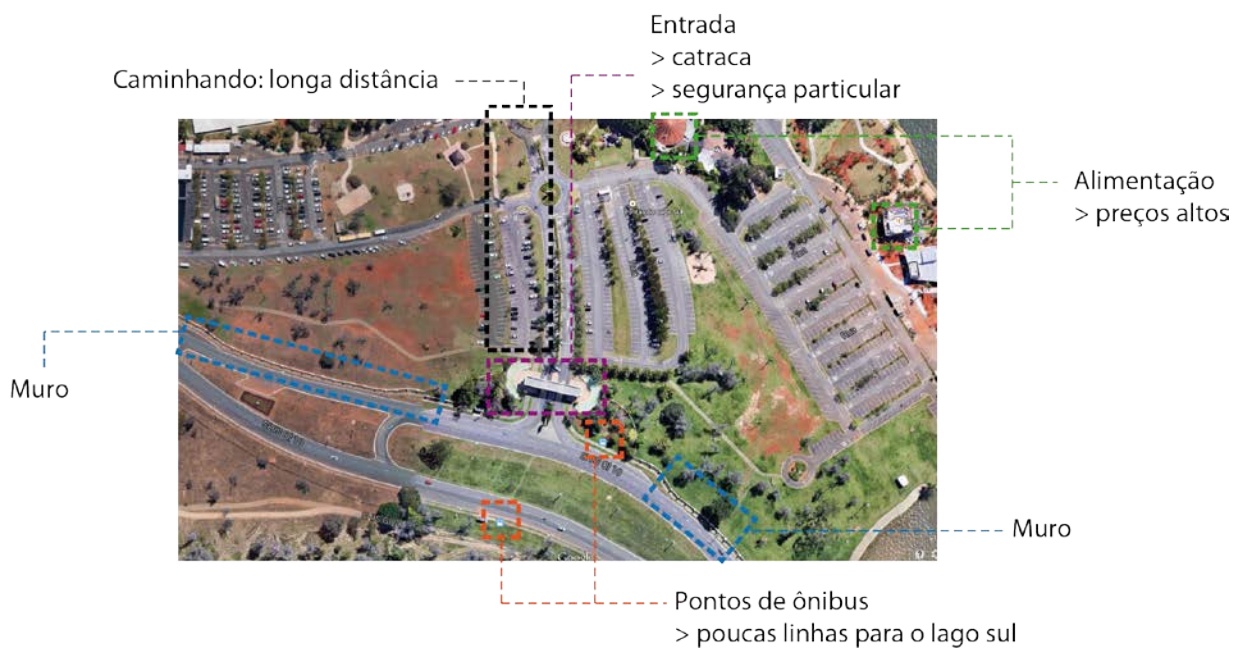 Entrada
> catraca
> segurança particular
Caminhando: longa distância
Alimentação
> preços altos
Muro
Muro
Pontos de ônibus
> poucas linhas para o lago sul
Google